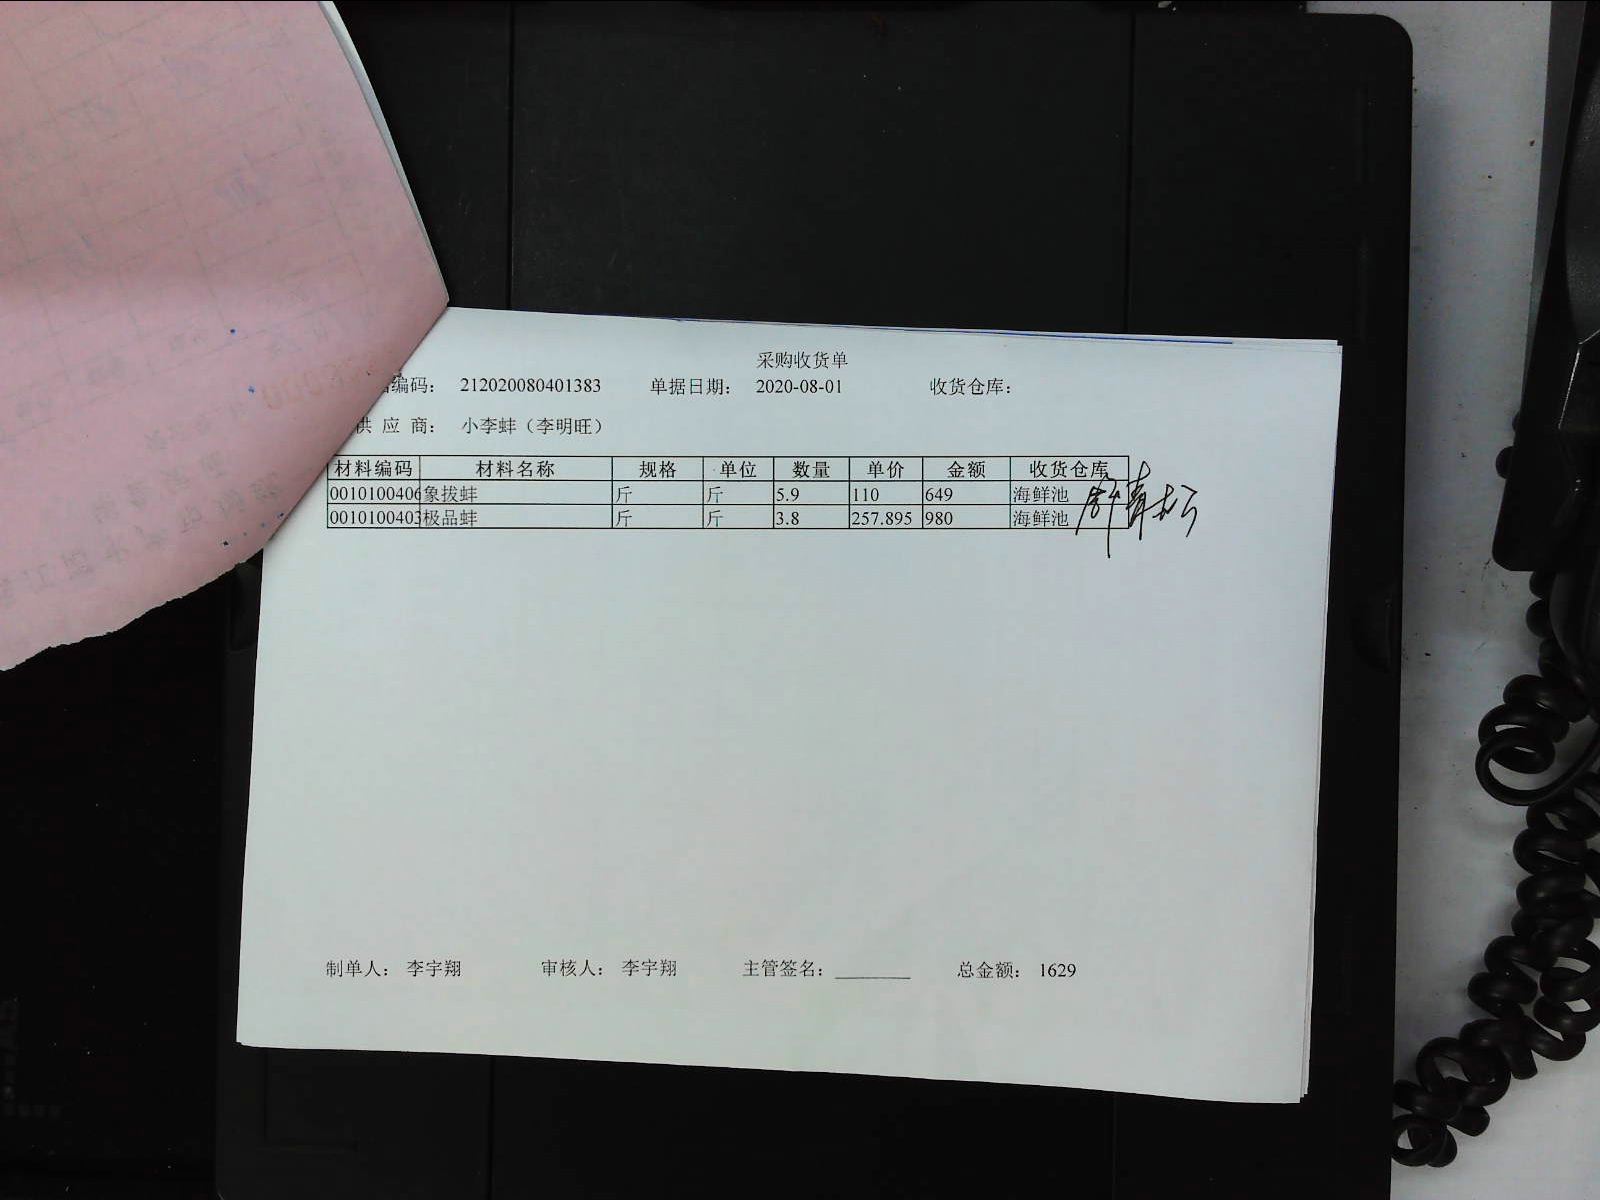 采购收货单
编码： 212020080401383 单据日期： 2020-08-01 收货仓库：
供 应 商： 小李蚌（李明旺）
材料编码 材料名称 规格 单位 数量 单价 金额 收货仓库
0010100406 象拔蚌 斤 斤 5.9 110 649 海鲜池
0010100403 极品蚌 斤 斤 3.8 257.895 980 海鲜池
制单人： 李宇翔 审核人： 李宇翔 主管签名： 总金额： 1629